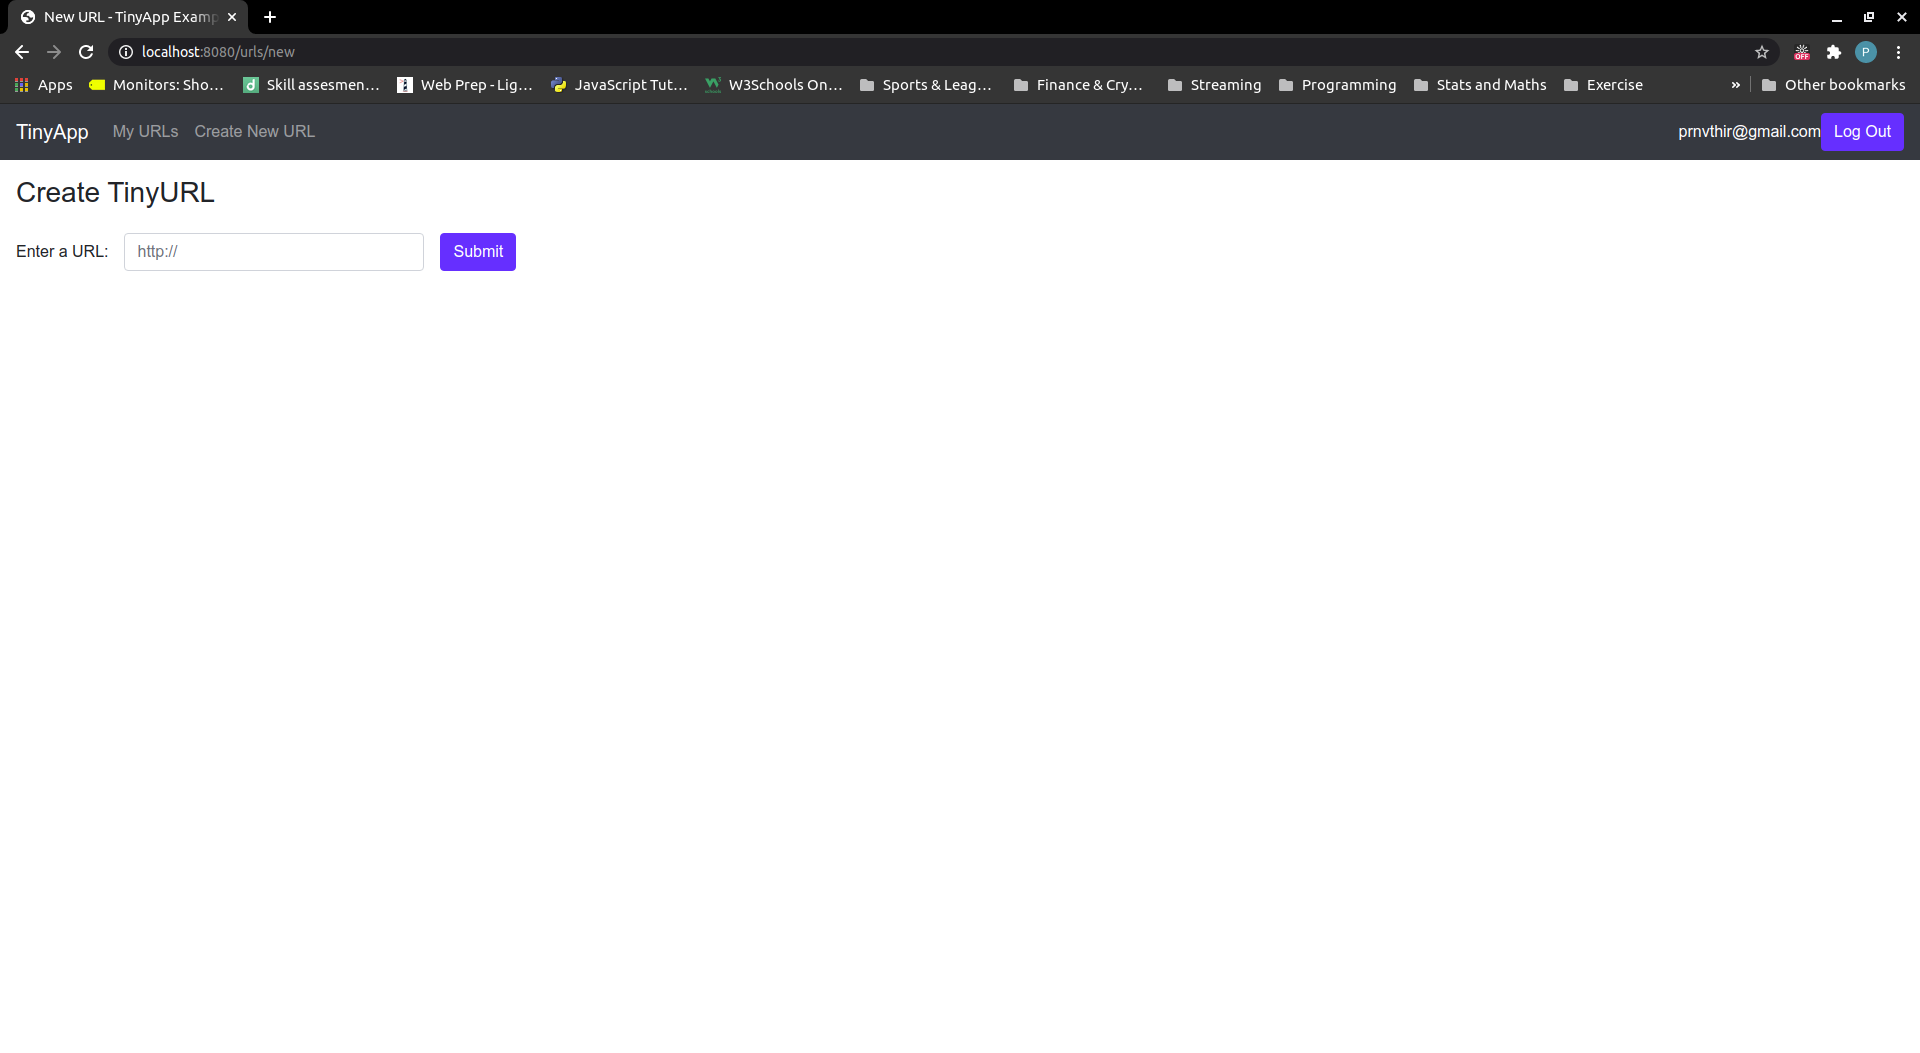 New URL - TinyApp Examp
localhost:8080/urls/new
P
OFF
Apps Monitors: Sho... Skill assesmen... Web Prep - Lig... JavaScript Tut... W3Schools On... Sports & Leag... Finance & Cry... Streaming Programming Stats and Maths Exercise » Other bookmarks
TinyApp My URLs Create New URL prnvthir@gmail.com Log Out
Create TinyURL
Enter a URL: http:// Submit